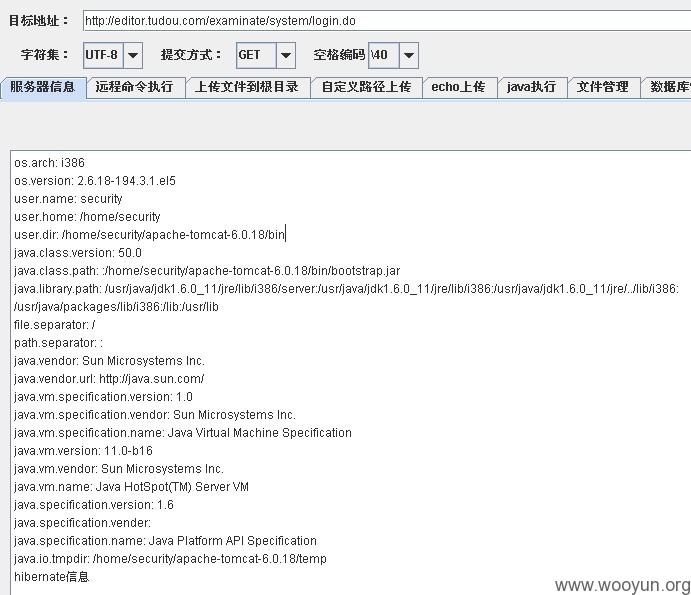 目标地址： http://editor.tudou.com/examinate/system/login.do
字符集： UTF-8 提交方式： GET 空格编码 \40
服务器信息 远程命令执行 上传文件到根目录 自定义路径上传 echo上传 java执行 文件管理 数据库
os.arch: i386
os.version: 2.6.18-194.3.1.el5
user.name: security
user.home: /home/security
user.dir: /home/security/apache-tomcat-6.0.18/bin
java.class.version: 50.0
java.class.path: :/home/security/apache-tomcat-6.0.18/bin/bootstrap.jar
java.library.path: /usr/java/jdk1.6.0_11/jre/lib/i386/server:/usr/java/jdk1.6.0_11/jre/lib/i386:/usr/java/jdk1.6.0_11/jre/../lib/i386:
/usr/java/packages/lib/i386:/lib:/usr/lib
file.separator: /
path.separator: :
java.vendor: Sun Microsystems Inc.
java.vendor.url: http://java.sun.com/
java.vm.specification.version: 1.0
java.vm.specification.vendor: Sun Microsystems Inc.
java.vm.specification.name: Java Virtual Machine Specification
java.vm.version: 11.0-b16
java.vm.vendor: Sun Microsystems Inc.
java.vm.name: Java HotSpot(TM) Server VM
java.specification.version: 1.6
java.specification.vender:
java.specification.name: Java Platform API Specification
java.io.tmpdir: /home/security/apache-tomcat-6.0.18/temp
hibernate信息
www.wooyun.org